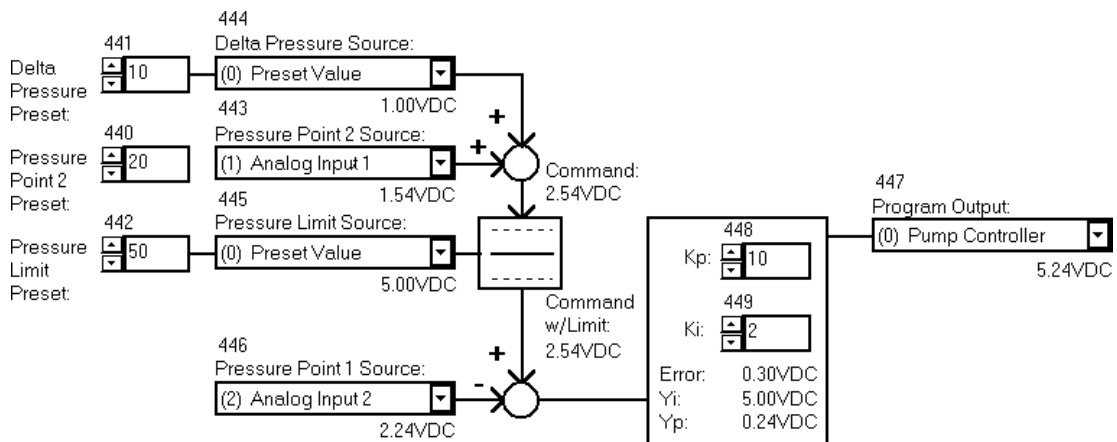 444
441
Delta Pressure Source:
Delta
Pressure
Preset:
10
(0) Preset Value
1.00VDC
+
443
440
Pressure Point 2 Source:
Pressure
Point 2
Preset:
20
(1) Analog Input 1
+
1.54VDC
Command:
2.54VDC
445
442
Pressure Limit Source:
Pressure
Limit
Preset:
50
(0) Preset Value
5.00VDC
Command
w/Limit:
2.54VDC
446
Pressure Point 1 Source:
(2) Analog Input 2
2.24VDC
+
-
448
Kp:
10
449
Ki:
2
Error: 0.30VDC
Yi: 5.00VDC
Yp: 0.24VDC
447
Program Output:
(0) Pump Controller
5.24VDC